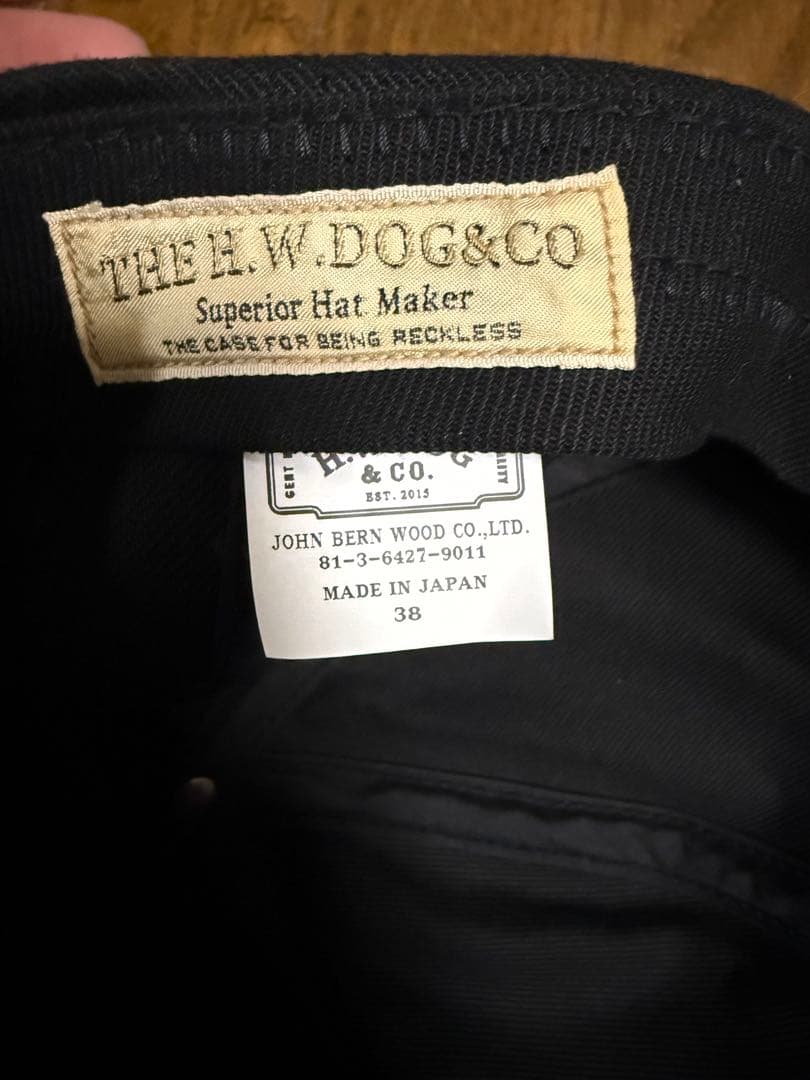 THE H.W.DOG&CO
Superior Hat Maker
THE CASE FOR BEING RECKLESS
& CO.
EST. 2015
JOHN BERN WOOD CO.,LTD.
81-3-6427-9011
MADE IN JAPAN
38